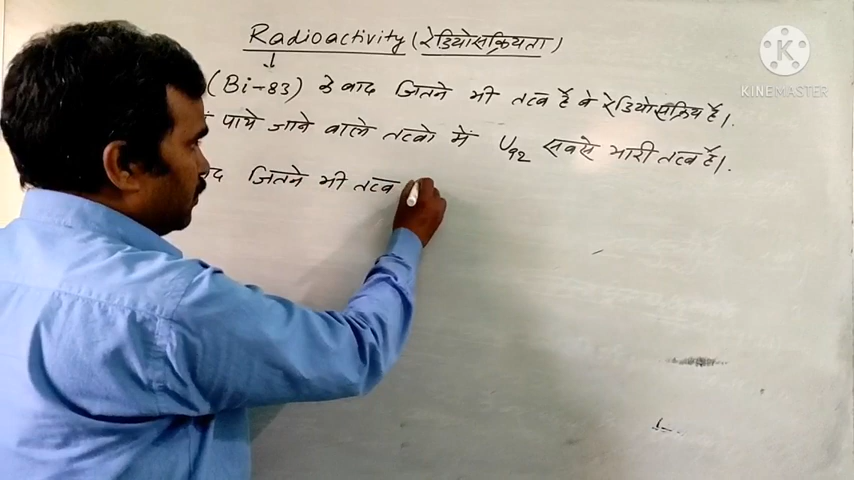 Radioactivity (रेडियोसक्रियता)
(Bi-83) के बाद जितने भी तत्व हैं वे रेडियोसक्रिय हैं।
पाये जाने वाले तत्वो में U92 सबसे भारी तत्व हैं।
जितने भी तत्व
K
KINEMASTER